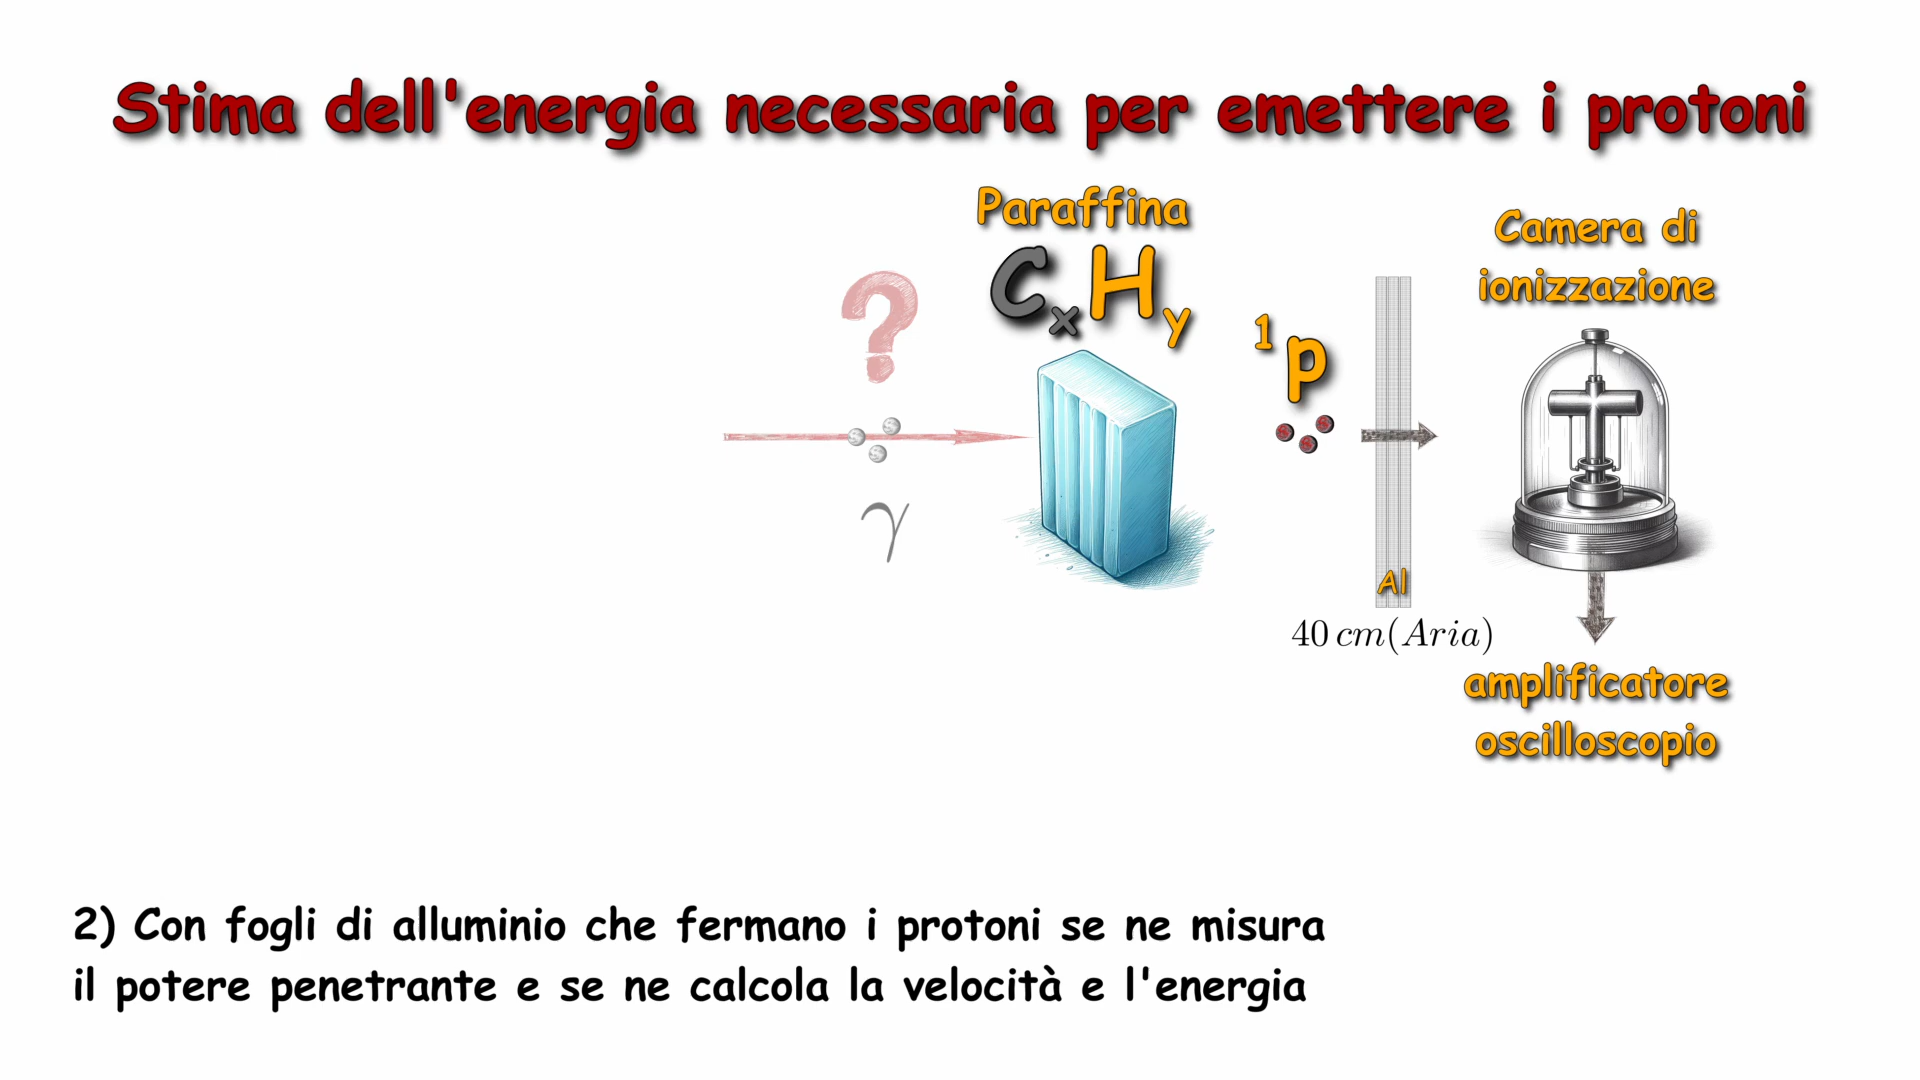 Stima dell'energia necessaria per emettere i protoni
Paraffina
CxHy
?
γ
1p
Al
40 cm(Aria)
Camera di
ionizzazione
amplificatore
oscilloscopio
2) Con fogli di alluminio che fermano i protoni se ne misura
il potere penetrante e se ne calcola la velocità e l'energia